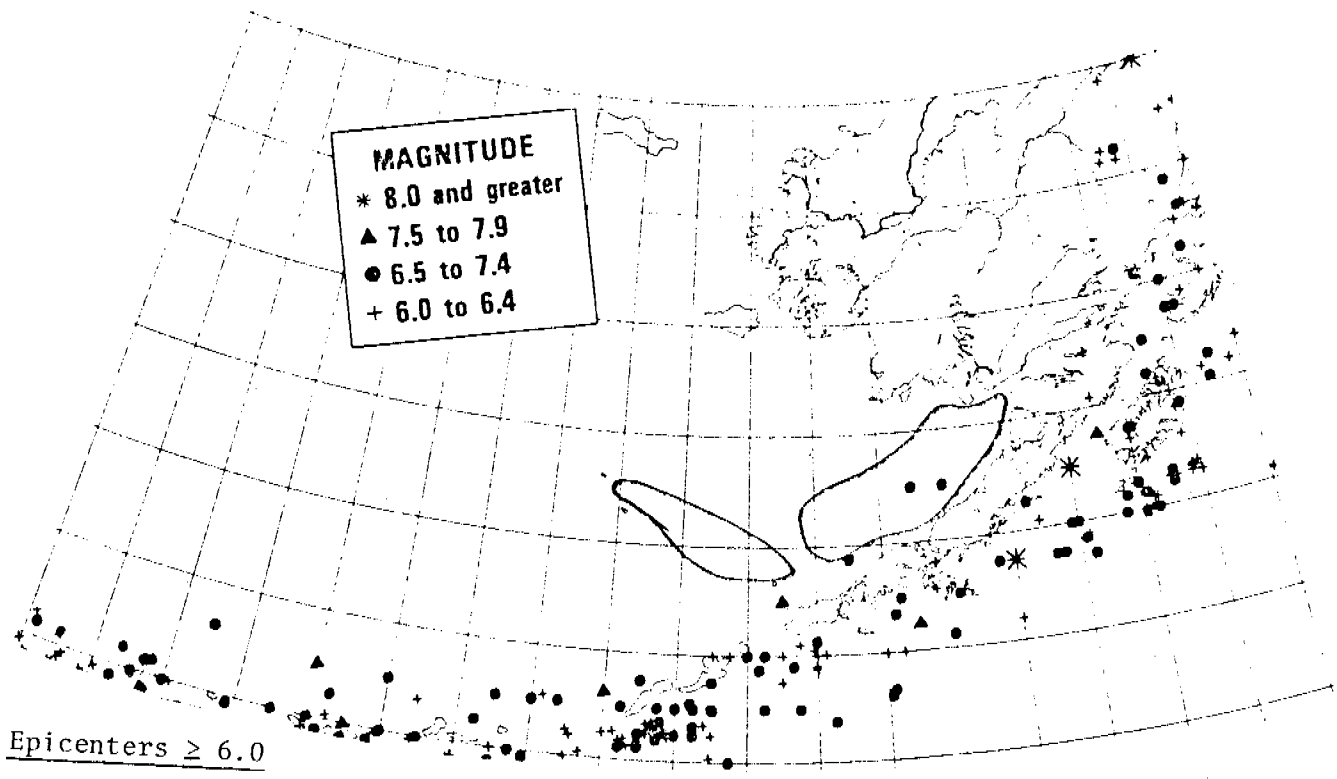 MAGNITUDE
* 8.0 and greater
▲ 7.5 to 7.9
● 6.5 to 7.4
+ 6.0 to 6.4
Epicenters ≥ 6.0